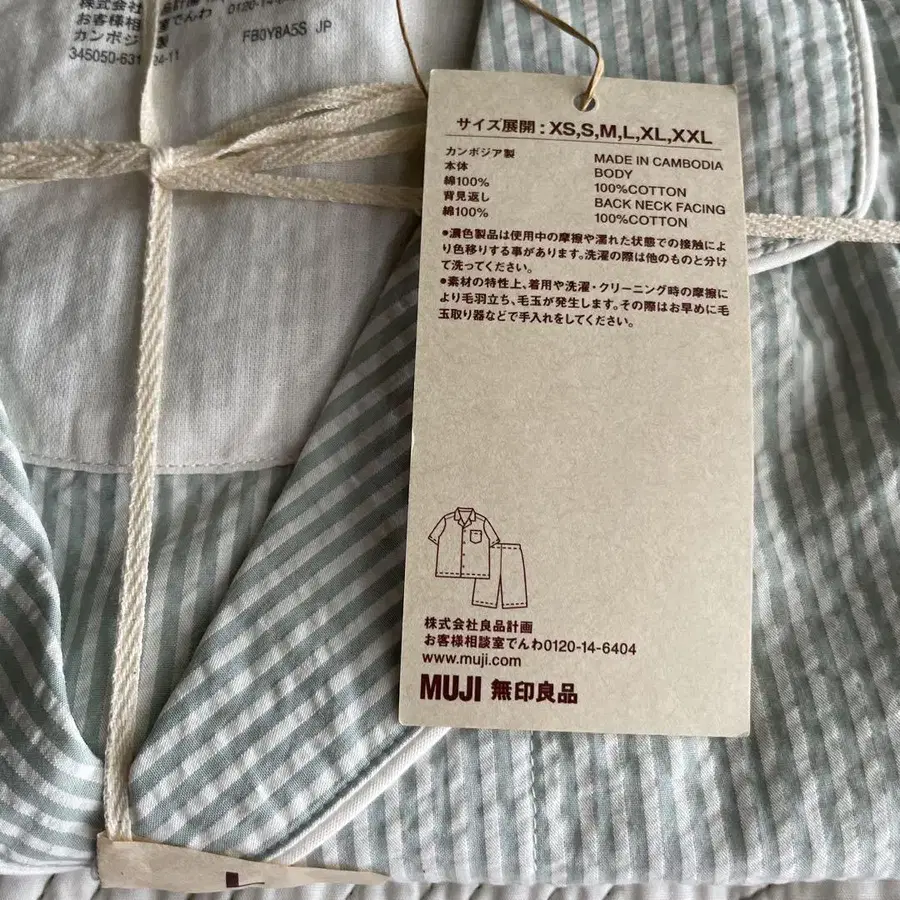 株式会社
お客様相談室でんわ 0120-14-
カンボジア製
FB0Y8A5S JP
345050-631 24-11
サイズ展開 : XS,S,M,L,XL,XXL
カンボジア製 MADE IN CAMBODIA
本体 BODY
綿100% 100%COTTON
背見返し BACK NECK FACING
綿100% 100%COTTON
●濃色製品は使用中の摩擦や濡れた状態での接触によ
り色移りする事があります。洗濯の際は他のものと分け
て洗ってください。
●素材の特性上、着用や洗濯・クリーニング時の摩擦に
より毛羽立ち、毛玉が発生します。その際はお早めに毛
玉取り器などで手入れをしてください。
株式会社良品計画
お客様相談室でんわ0120-14-6404
www.muji.com
MUJI 無印良品